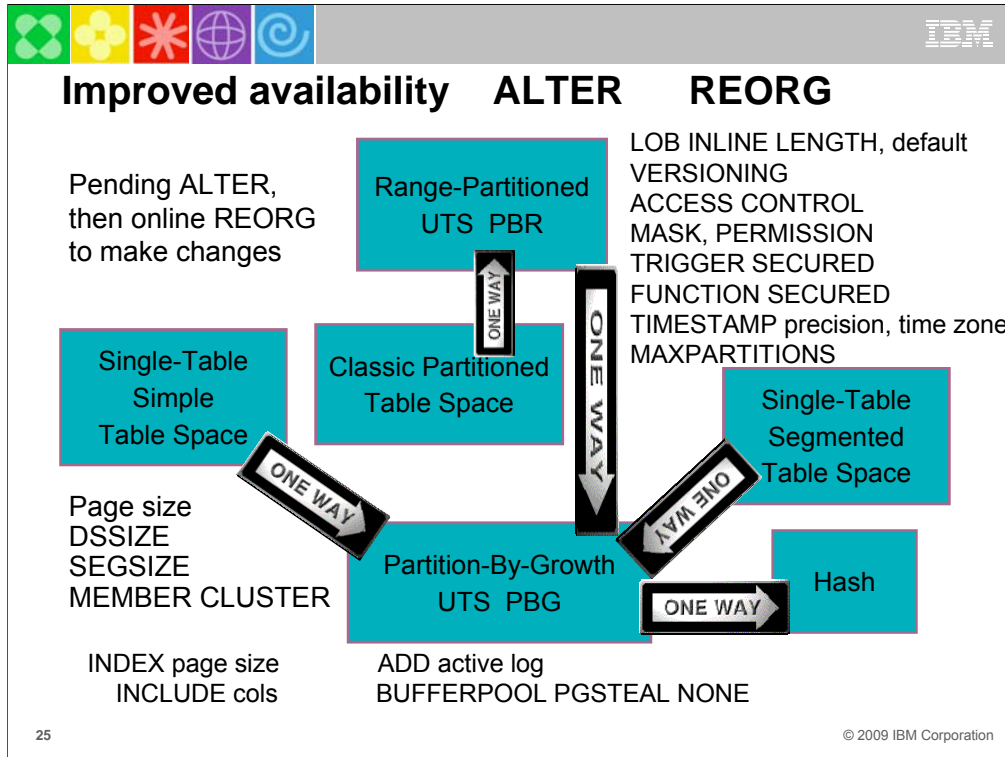 IBM
Improved availability ALTER REORG
Pending ALTER,
then online REORG
to make changes
Range-Partitioned
UTS PBR
LOB INLINE LENGTH, default
VERSIONING
ACCESS CONTROL
MASK, PERMISSION
TRIGGER SECURED
FUNCTION SECURED
TIMESTAMP precision, time zone
MAXPARTITIONS
ONE WAY
ONE WAY
Single-Table
Simple
Table Space
Classic Partitioned
Table Space
Single-Table
Segmented
Table Space
ONE WAY
ONE WAY
Page size
DSSIZE
SEGSIZE
MEMBER CLUSTER
Partition-By-Growth
UTS PBG
ONE WAY
Hash
INDEX page size
INCLUDE cols
ADD active log
BUFFERPOOL PGSTEAL NONE
25
© 2009 IBM Corporation